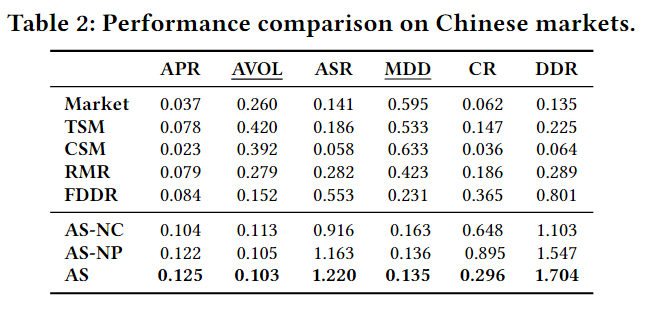 Table 2: Performance comparison on Chinese markets.
APR AVOL ASR MDD CR DDR
Market 0.037 0.260 0.141 0.595 0.062 0.135
TSM 0.078 0.420 0.186 0.533 0.147 0.225
CSM 0.023 0.392 0.058 0.633 0.036 0.064
RMR 0.079 0.279 0.282 0.423 0.186 0.289
FDDR 0.084 0.152 0.553 0.231 0.365 0.801
AS-NC 0.104 0.113 0.916 0.163 0.648 1.103
AS-NP 0.122 0.105 1.163 0.136 0.895 1.547
AS 0.125 0.103 1.220 0.135 0.296 1.704